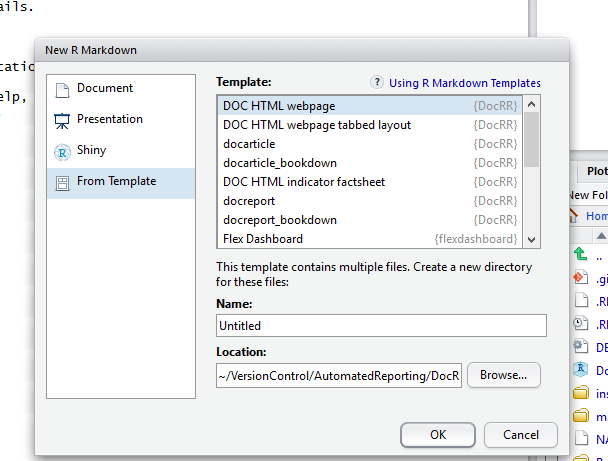 ails.
New R Markdown
catio
elp,
Document
Presentation
Shiny
From Template
Template:
? Using R Markdown Templates
DOC HTML webpage {DocRR}
DOC HTML webpage tabbed layout {DocRR}
docarticle {DocRR}
docarticle_bookdown {DocRR}
DOC HTML indicator factsheet {DocRR}
docreport {DocRR}
docreport_bookdown {DocRR}
Flex Dashboard {flexdashboard}
This template contains multiple files. Create a new directory
for these files:
Name:
Untitled
Location:
~/VersionControl/AutomatedReporting/DocR
Browse...
OK
Cancel
Plot
New Fol
Hom
..
.gi
.RI
.RI
DE
Do
ins
ma
NA